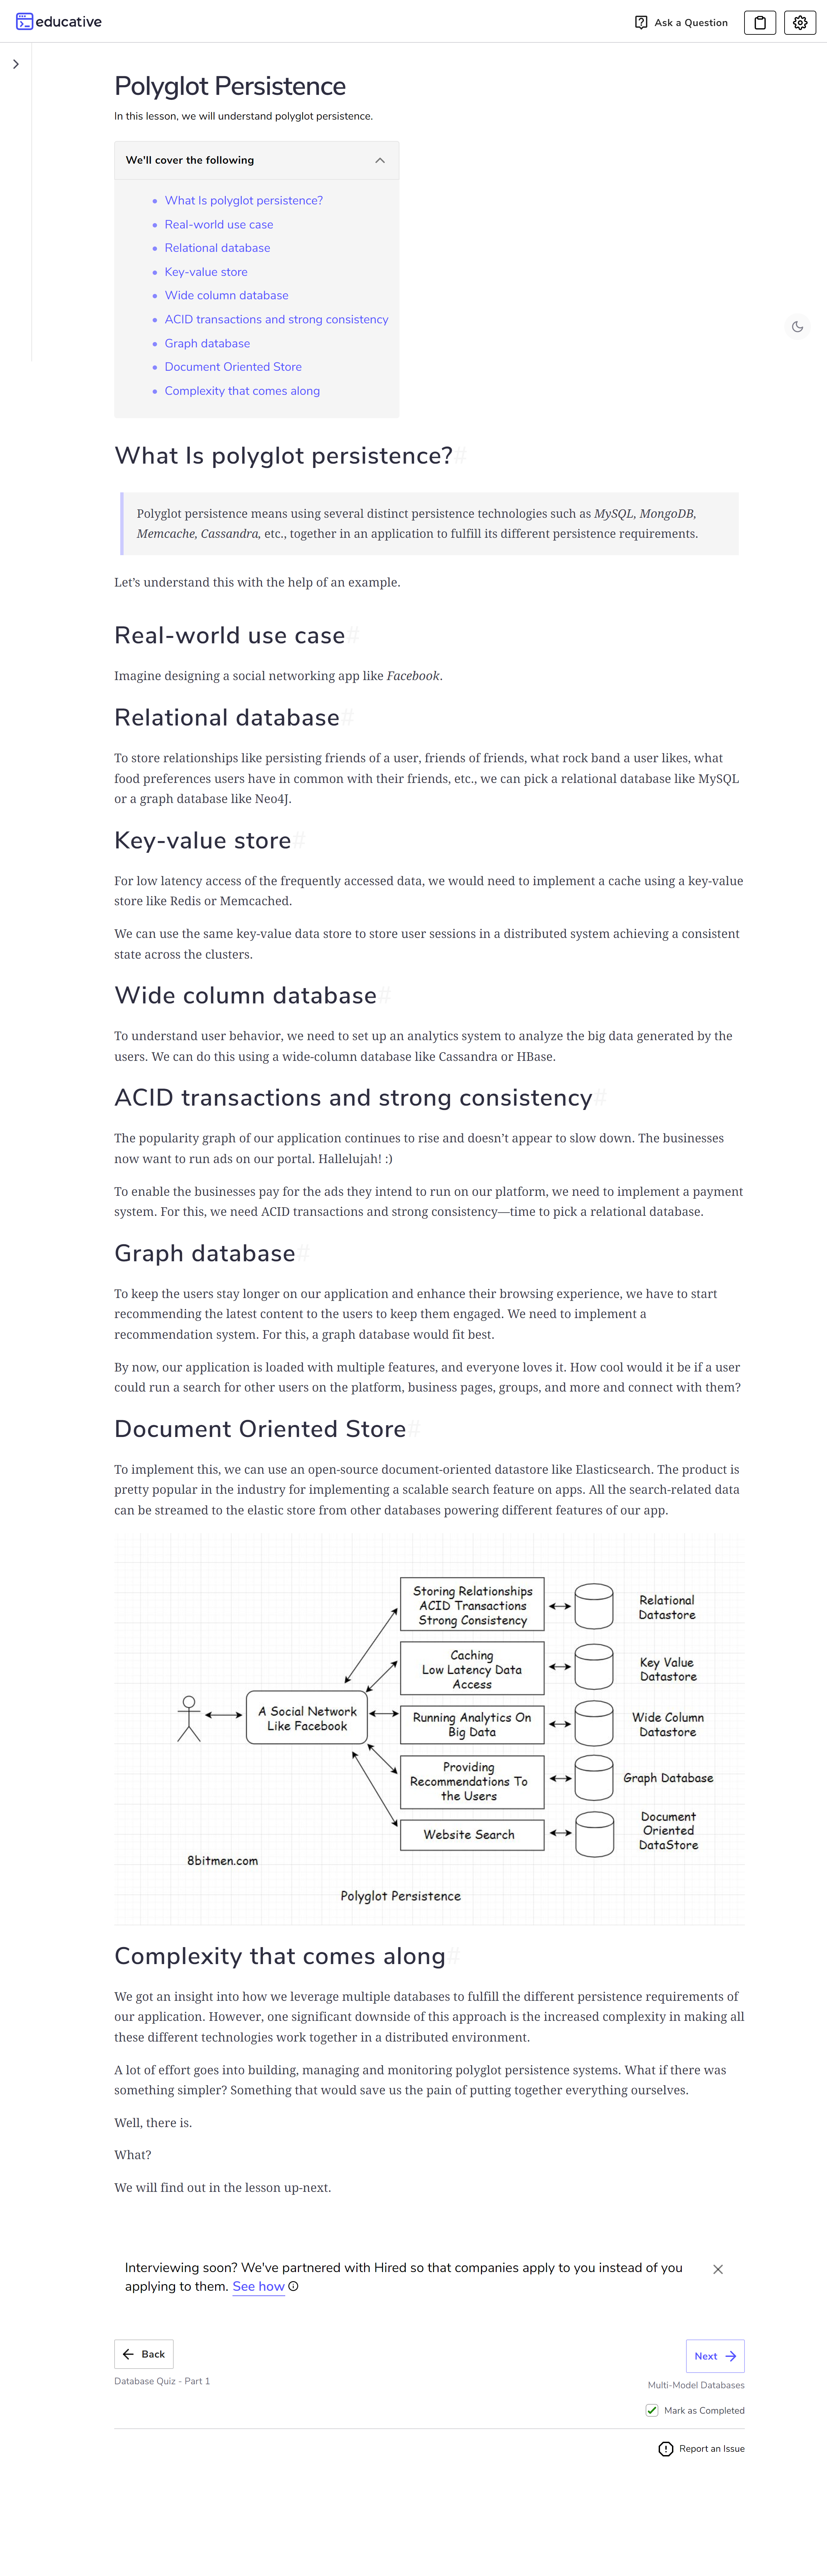 educative
Ask a Question
Polyglot Persistence
In this lesson, we will understand polyglot persistence.
We'll cover the following
What Is polyglot persistence?
Real-world use case
Relational database
Key-value store
Wide column database
ACID transactions and strong consistency
Graph database
Document Oriented Store
Complexity that comes along
What Is polyglot persistence?#
Polyglot persistence means using several distinct persistence technologies such as MySQL, MongoDB,
Memcache, Cassandra, etc., together in an application to fulfill its different persistence requirements.
Let’s understand this with the help of an example.
Real-world use case#
Imagine designing a social networking app like Facebook.
Relational database#
To store relationships like persisting friends of a user, friends of friends, what rock band a user likes, what
food preferences users have in common with their friends, etc., we can pick a relational database like MySQL
or a graph database like Neo4J.
Key-value store#
For low latency access of the frequently accessed data, we would need to implement a cache using a key-value
store like Redis or Memcached.
We can use the same key-value data store to store user sessions in a distributed system achieving a consistent
state across the clusters.
Wide column database#
To understand user behavior, we need to set up an analytics system to analyze the big data generated by the
users. We can do this using a wide-column database like Cassandra or HBase.
ACID transactions and strong consistency#
The popularity graph of our application continues to rise and doesn’t appear to slow down. The businesses
now want to run ads on our portal. Hallelujah! :)
To enable the businesses pay for the ads they intend to run on our platform, we need to implement a payment
system. For this, we need ACID transactions and strong consistency—time to pick a relational database.
Graph database#
To keep the users stay longer on our application and enhance their browsing experience, we have to start
recommending the latest content to the users to keep them engaged. We need to implement a
recommendation system. For this, a graph database would fit best.
By now, our application is loaded with multiple features, and everyone loves it. How cool would it be if a user
could run a search for other users on the platform, business pages, groups, and more and connect with them?
Document Oriented Store#
To implement this, we can use an open-source document-oriented datastore like Elasticsearch. The product is
pretty popular in the industry for implementing a scalable search feature on apps. All the search-related data
can be streamed to the elastic store from other databases powering different features of our app.
Storing Relationships
ACID Transactions
Strong Consistency
Relational
Datastore
Caching
Low Latency Data
Access
Key Value
Datastore
A Social Network
Like Facebook
Running Analytics On
Big Data
Wide Column
Datastore
Providing
Recommendations To
the Users
Graph Database
Website Search
Document
Oriented
DataStore
8bitmen.com
Polyglot Persistence
Complexity that comes along#
We got an insight into how we leverage multiple databases to fulfill the different persistence requirements of
our application. However, one significant downside of this approach is the increased complexity in making all
these different technologies work together in a distributed environment.
A lot of effort goes into building, managing and monitoring polyglot persistence systems. What if there was
something simpler? Something that would save us the pain of putting together everything ourselves.
Well, there is.
What?
We will find out in the lesson up-next.
Interviewing soon? We've partnered with Hired so that companies apply to you instead of you
applying to them. See how
Back
Next
Database Quiz - Part 1
Multi-Model Databases
Mark as Completed
Report an Issue